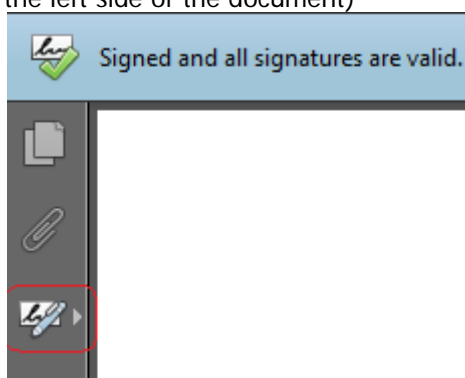 the left side of the document)
Signed and all signatures are valid.